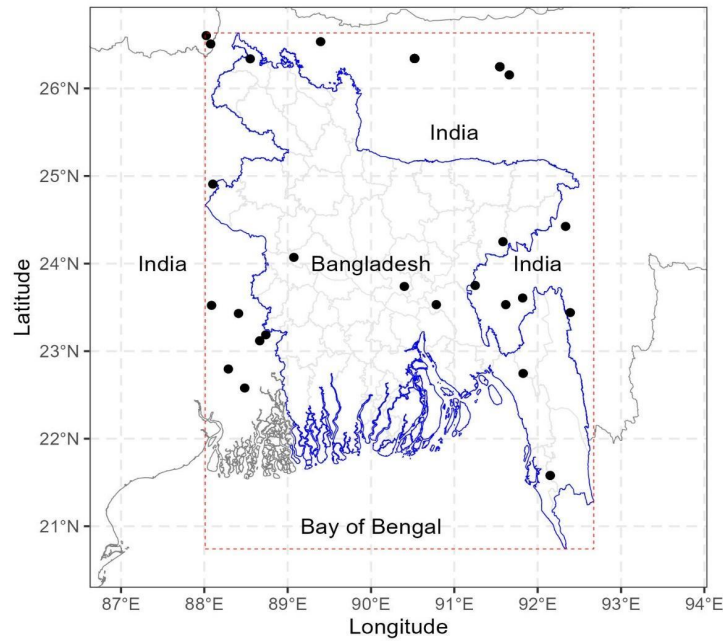 26°N
India
25°N
India
Bangladesh
India
24°N
Latitude
23°N
22°N
21°N
Bay of Bengal
87°E 88°E 89°E 90°E 91°E 92°E 93°E 94°E
Longitude